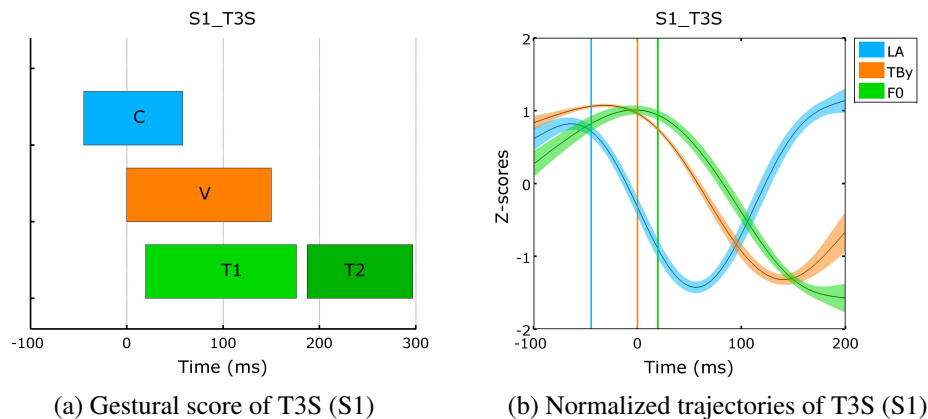 S1_T3S
C
V
T1
T2
-100 0 100 200 300
Time (ms)
(a) Gestural score of T3S (S1)
S1_T3S
2
1
0
-1
-2
Z-scores
-100 0 100 200
Time (ms)
LA
TBy
F0
(b) Normalized trajectories of T3S (S1)